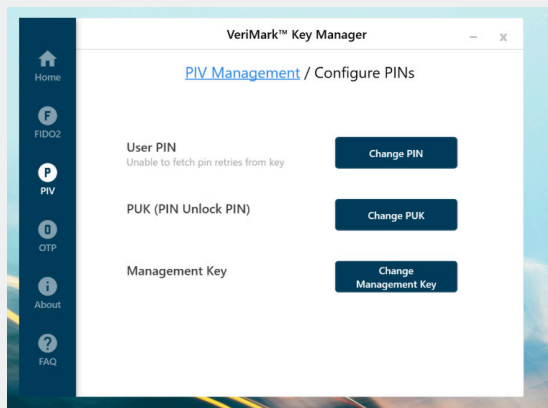 VeriMark™ Key Manager
– x
Home
FIDO2
PIV
OTP
About
FAQ
PIV Management / Configure PINs
User PIN
Unable to fetch pin retries from key
Change PIN
PUK (PIN Unlock PIN)
Change PUK
Management Key
Change
Management Key